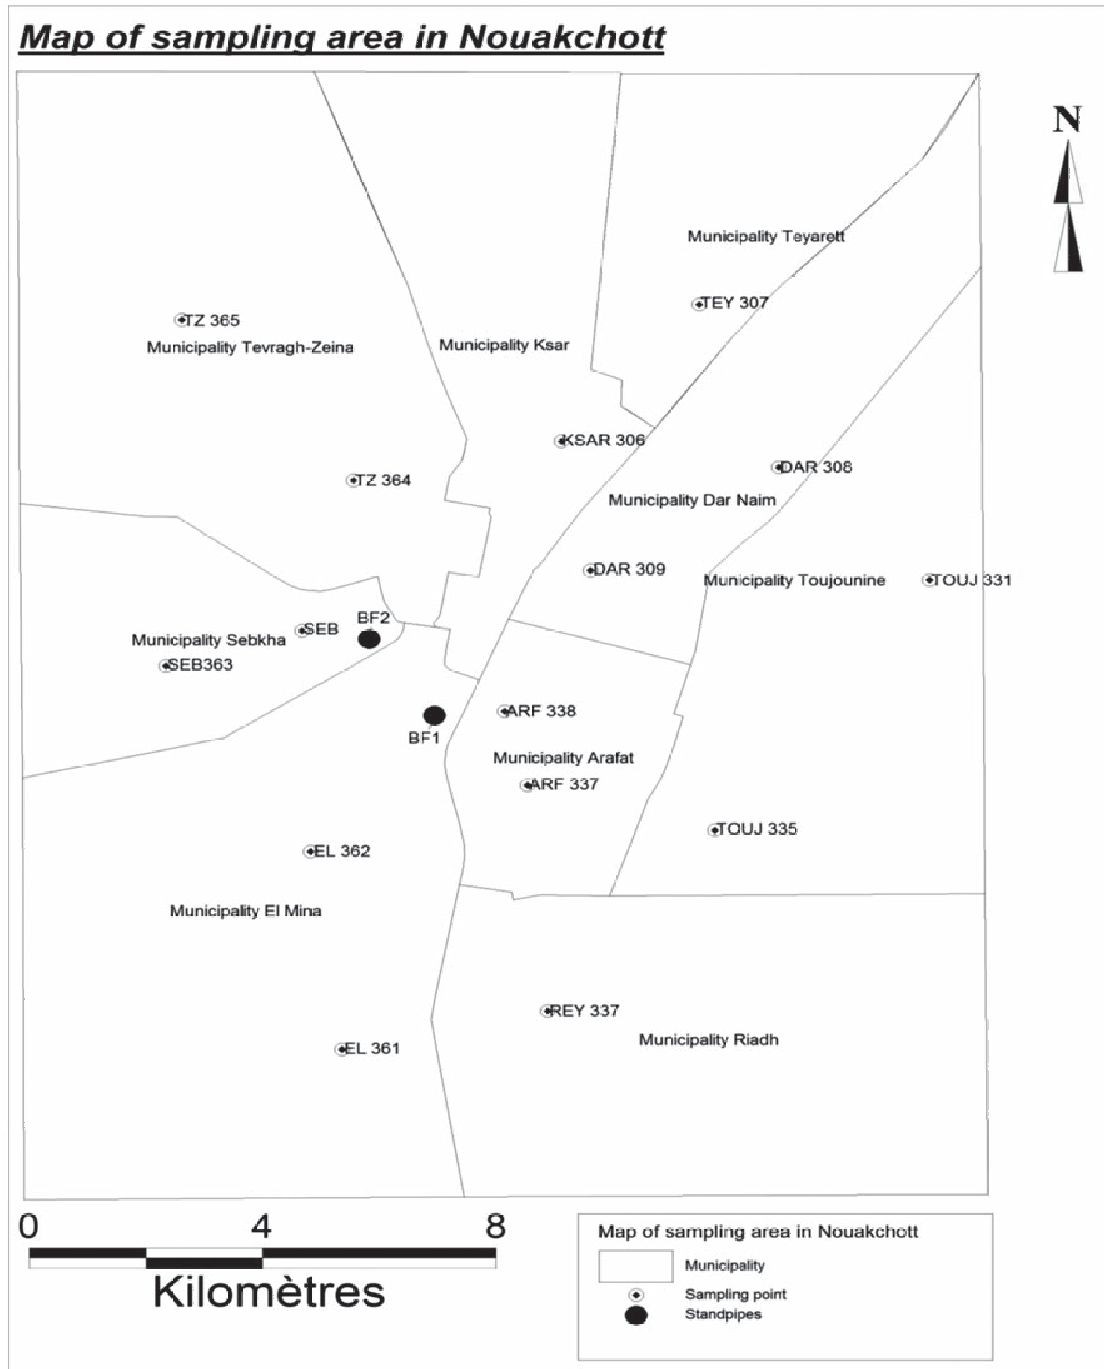 Map of sampling area in Nouakchott
N
Municipality Teyarett
TEY 307
TZ 365
Municipality Tevragh-Zeina
Municipality Ksar
KSAR 306
DAR 308
TZ 364
Municipality Dar Naim
DAR 309
Municipality Toujounine
TOUJ 331
BF2
SEB
Municipality Sebkha
SEB363
ARF 338
BF1
Municipality Arafat
ARF 337
TOUJ 335
EL 362
Municipality El Mina
REY 337
Municipality Riadh
EL 361
0 4 8
Kilomètres
Map of sampling area in Nouakchott
Municipality
Sampling point
Standpipes